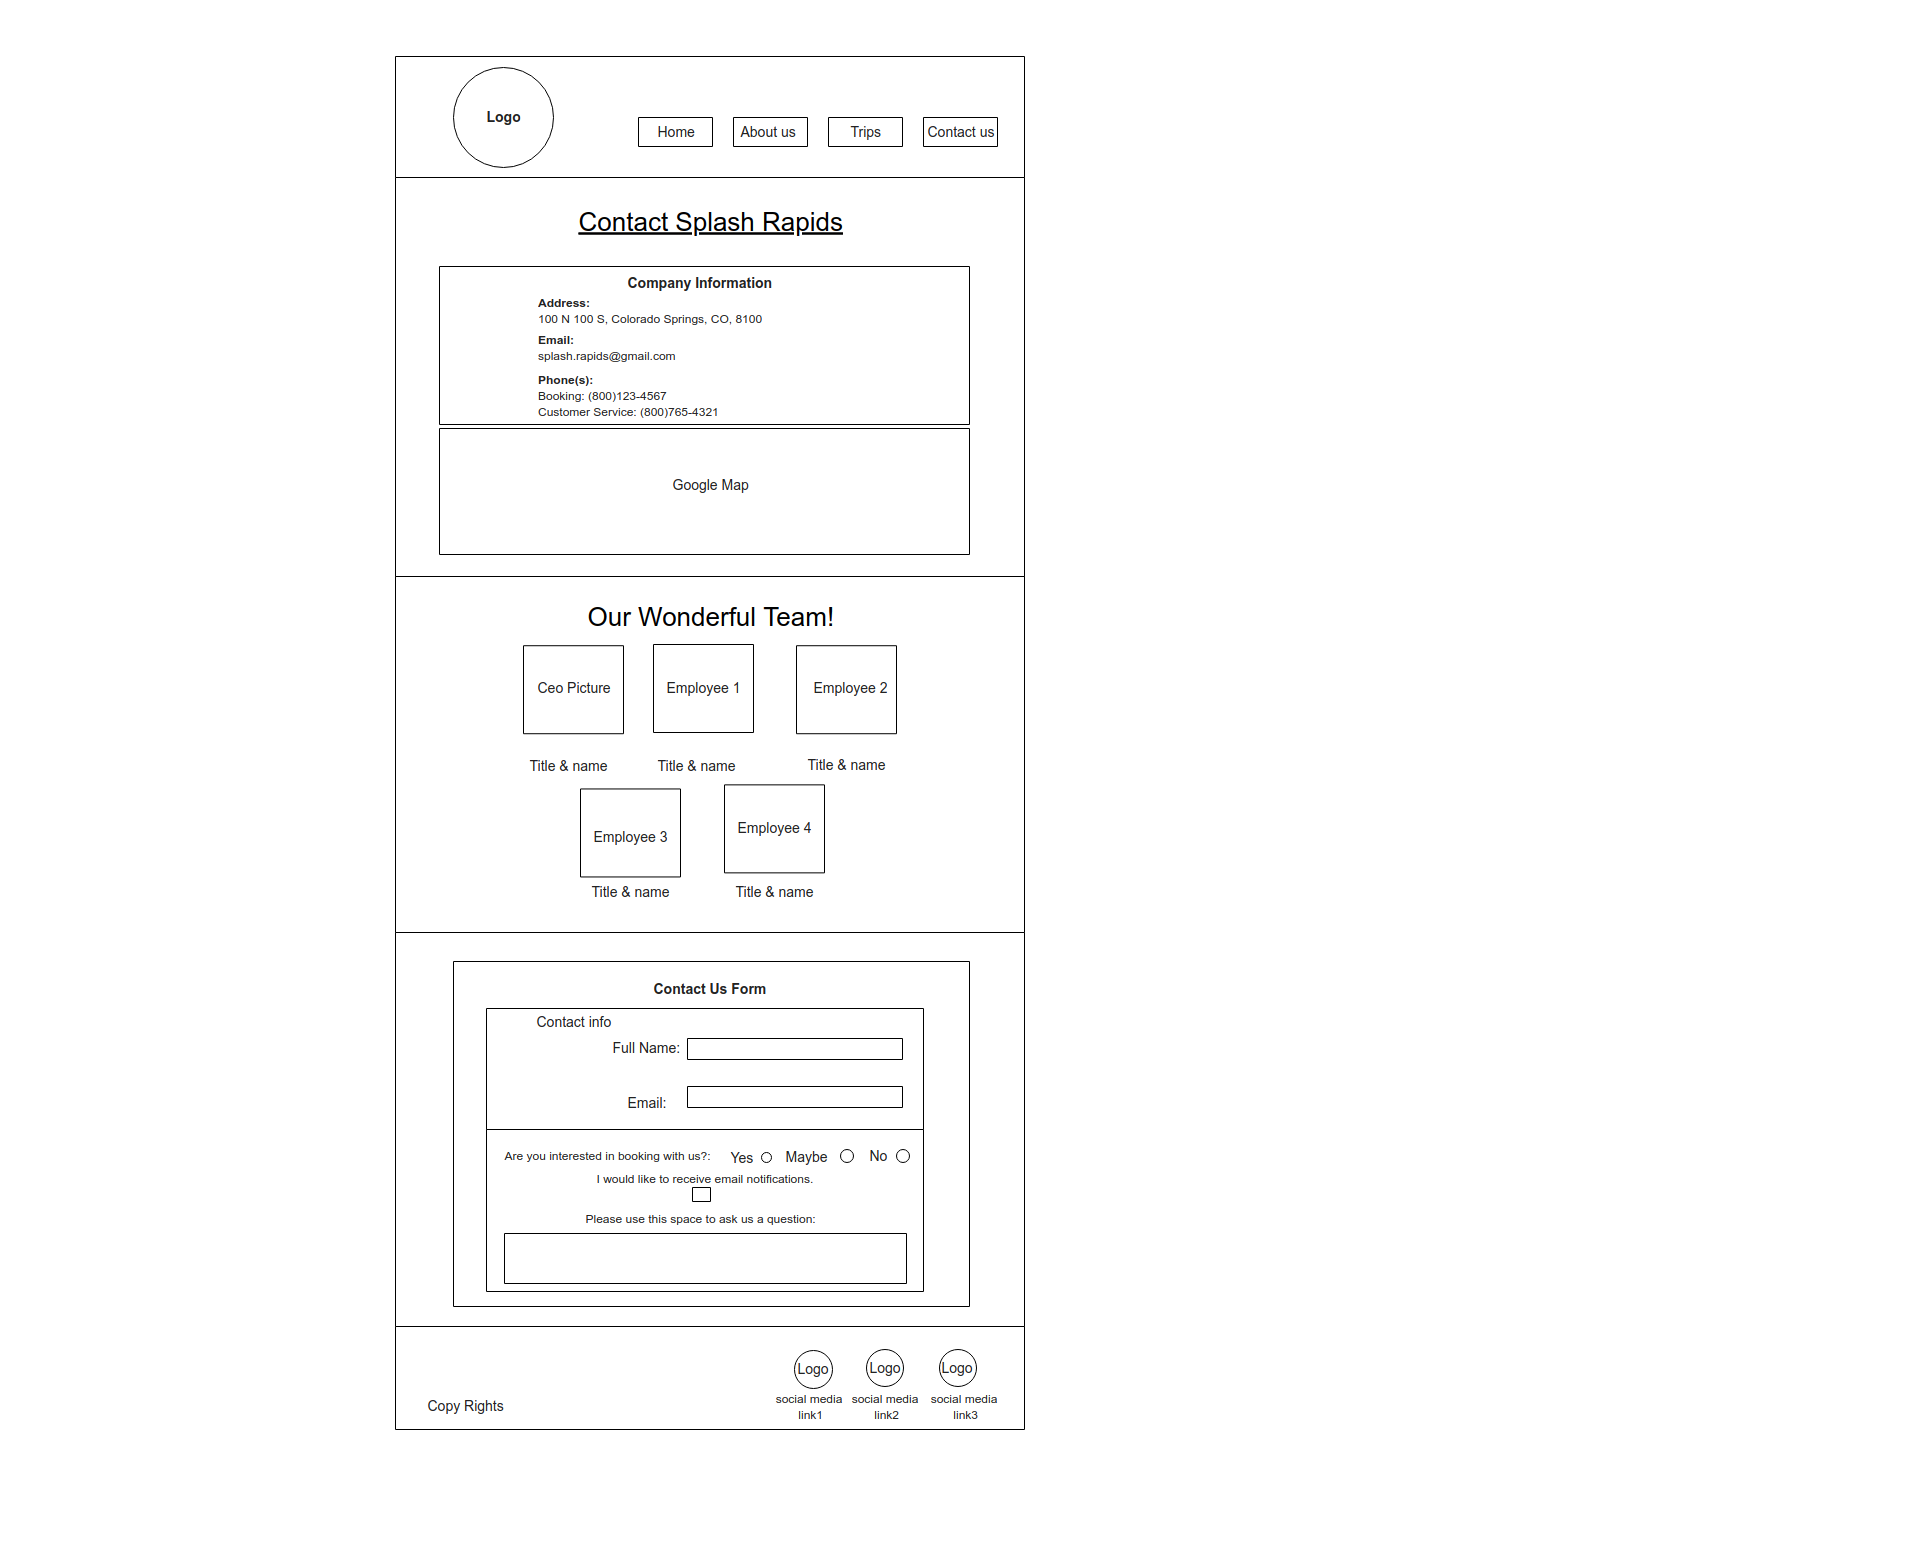 Logo
Home
About us
Trips
Contact us
Contact Splash Rapids
Company Information
Address:
100 N 100 S, Colorado Springs, CO, 8100
Email:
splash.rapids@gmail.com
Phone(s):
Booking: (800)123-4567
Customer Service: (800)765-4321
Google Map
Our Wonderful Team!
Ceo Picture
Employee 1
Employee 2
Title & name
Title & name
Title & name
Employee 3
Employee 4
Title & name
Title & name
Contact Us Form
Contact info
Full Name:
Email:
Are you interested in booking with us?: Yes Maybe No
I would like to receive email notifications.
Please use this space to ask us a question:
Logo
Logo
Logo
social media
link1
social media
link2
social media
link3
Copy Rights